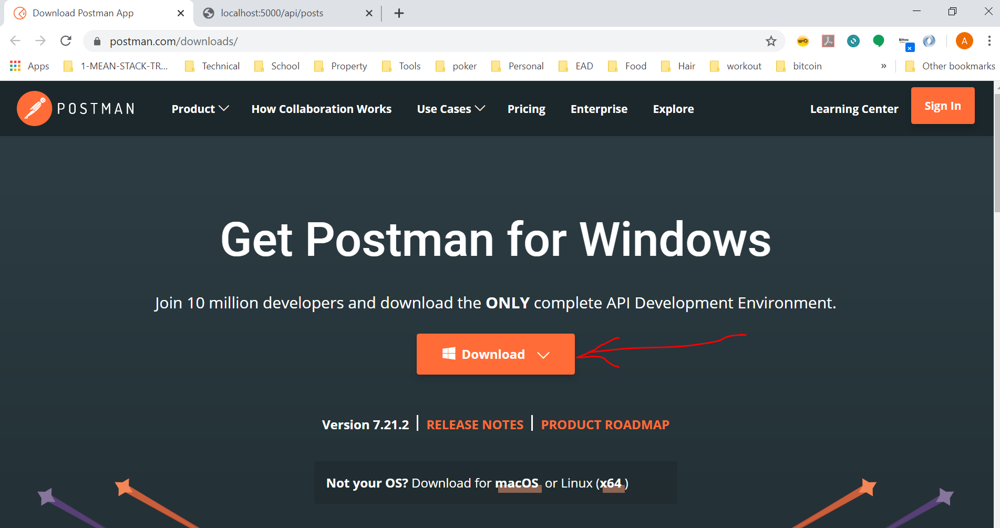 Download Postman App
localhost:5000/api/posts
postman.com/downloads/
Bittrex
A
Apps 1-MEAN-STACK-TR... Technical School Property Tools poker Personal EAD Food Hair workout bitcoin » Other bookmarks
POSTMAN Product How Collaboration Works Use Cases Pricing Enterprise Explore Learning Center Sign In
Get Postman for Windows
Join 10 million developers and download the ONLY complete API Development Environment.
Download
Version 7.21.2 | RELEASE NOTES | PRODUCT ROADMAP
Not your OS? Download for macOS or Linux (x64 )